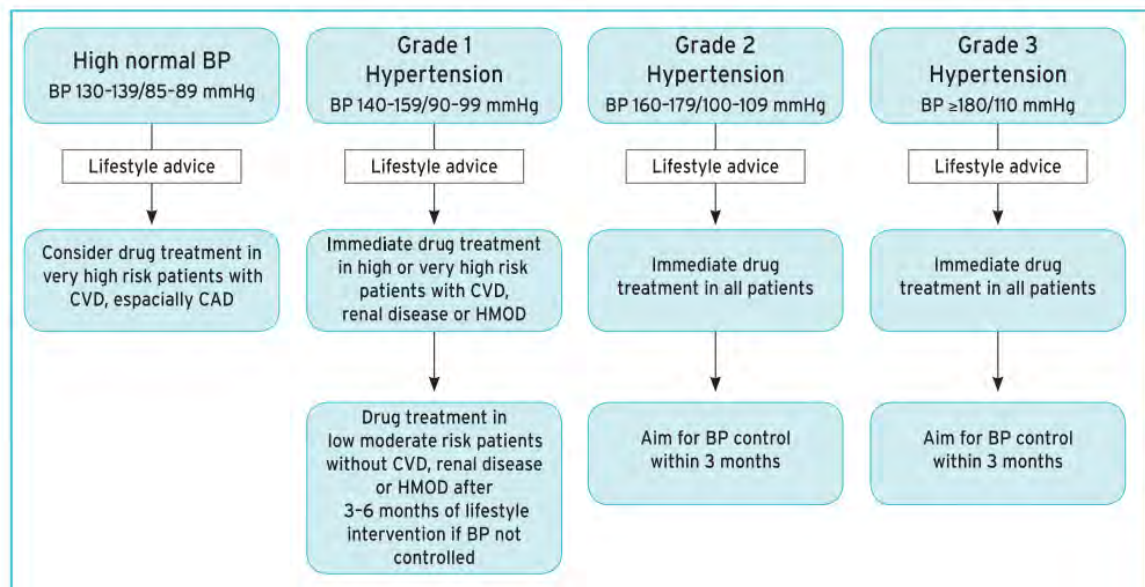 High normal BP
BP 130-139/85-89 mmHg
Lifestyle advice
Consider drug treatment in
very high risk patients with
CVD, espacially CAD
Grade 1
Hypertension
BP 140-159/90-99 mmHg
Lifestyle advice
Immediate drug treatment
in high or very high risk
patients with CVD,
renal disease or HMOD
Drug treatment in
low moderate risk patients
without CVD, renal disease
or HMOD after
3-6 months of lifestyle
intervention if BP not
controlled
Grade 2
Hypertension
BP 160-179/100-109 mmHg
Lifestyle advice
Immediate drug
treatment in all patients
Aim for BP control
within 3 months
Grade 3
Hypertension
BP ≥180/110 mmHg
Lifestyle advice
Immediate drug
treatment in all patients
Aim for BP control
within 3 months